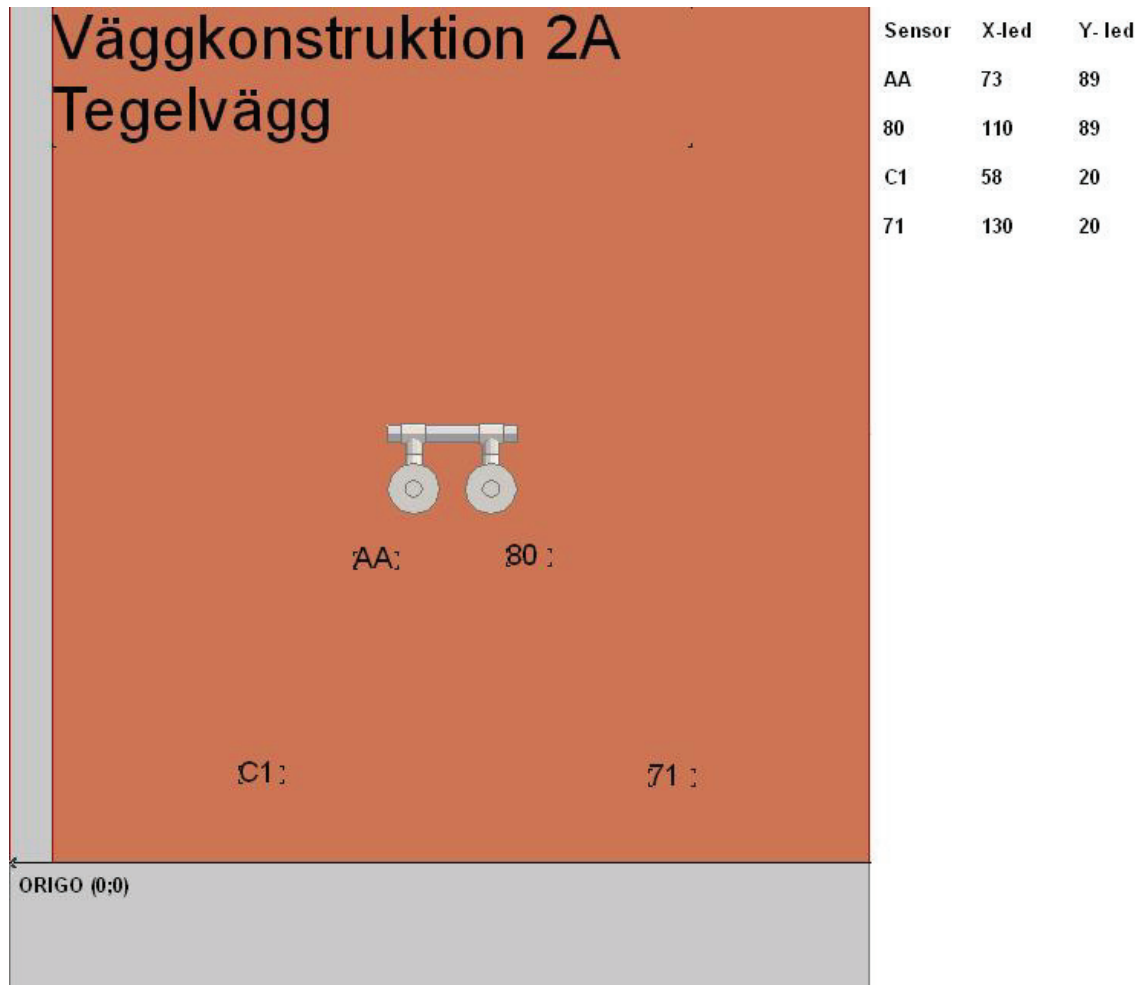 Väggkonstruktion 2A
Tegelvägg
Sensor X-led Y- led
AA 73 89
80 110 89
C1 58 20
71 130 20
AA 80
C1 71
ORIGO (0;0)